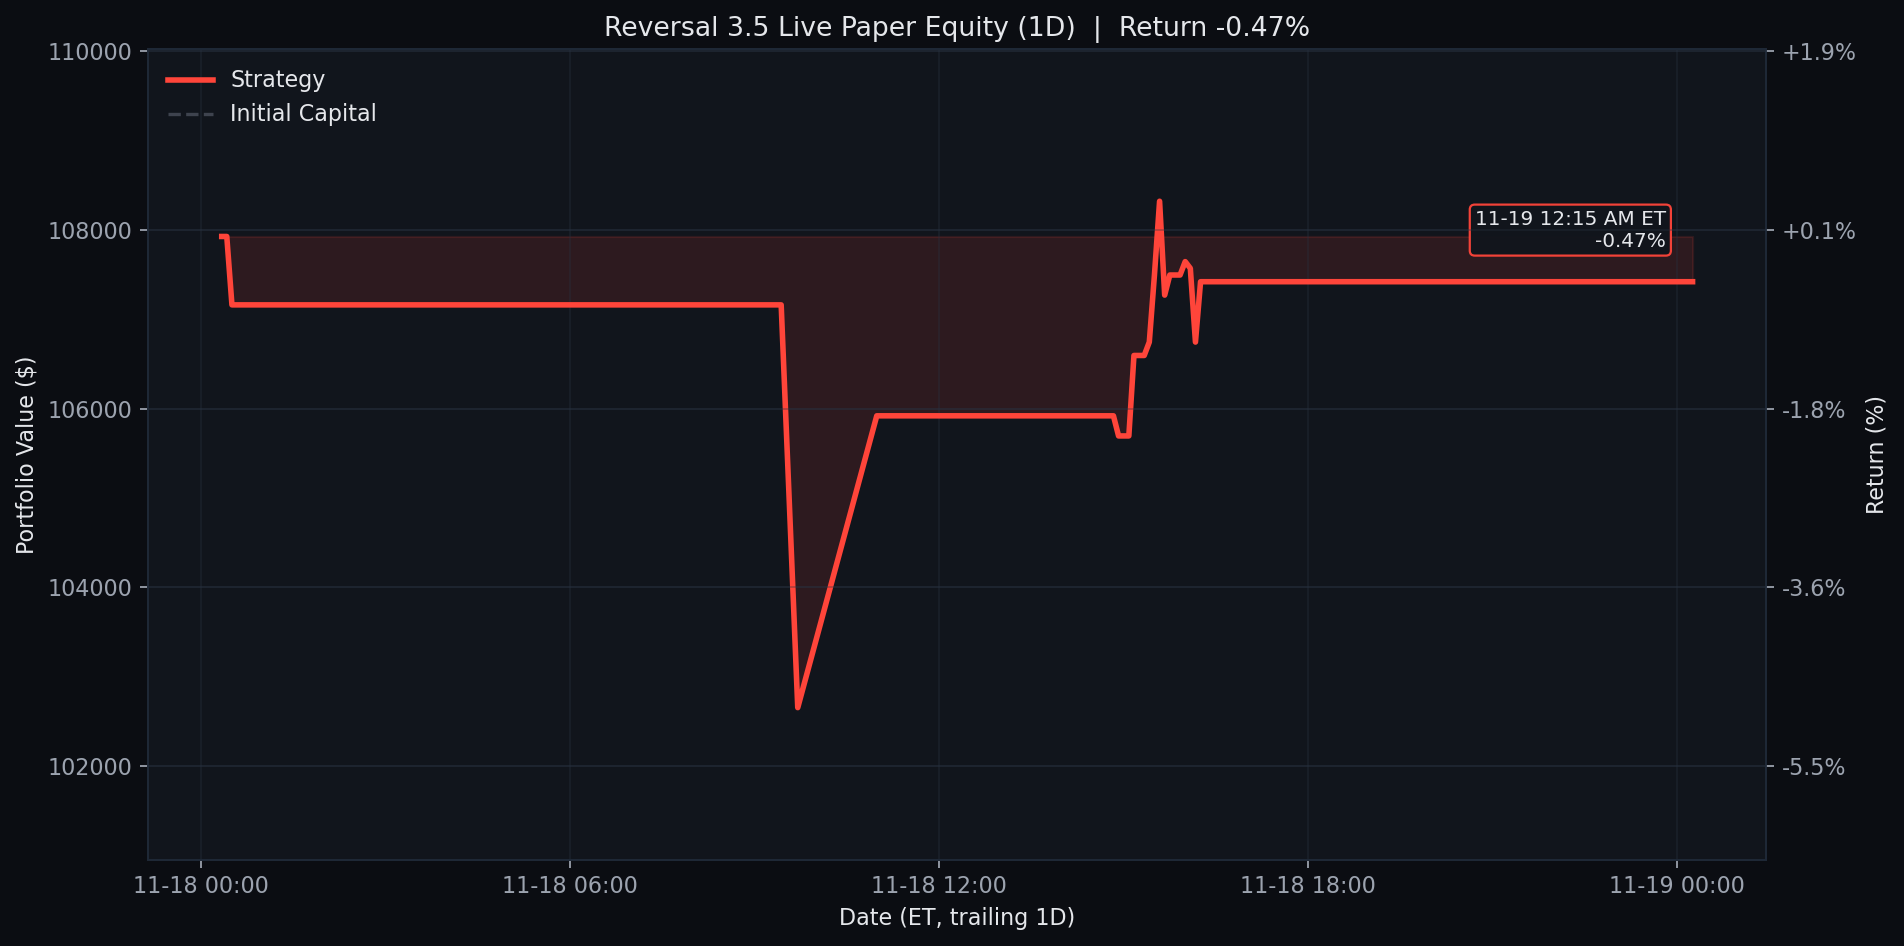 Reversal 3.5 Live Paper Equity (1D) | Return -0.47%
Strategy
Initial Capital
110000
108000
106000
104000
102000
Portfolio Value ($)
+1.9%
+0.1%
-1.8%
-3.6%
-5.5%
Return (%)
11-19 12:15 AM ET
-0.47%
11-18 00:00
11-18 06:00
11-18 12:00
11-18 18:00
11-19 00:00
Date (ET, trailing 1D)